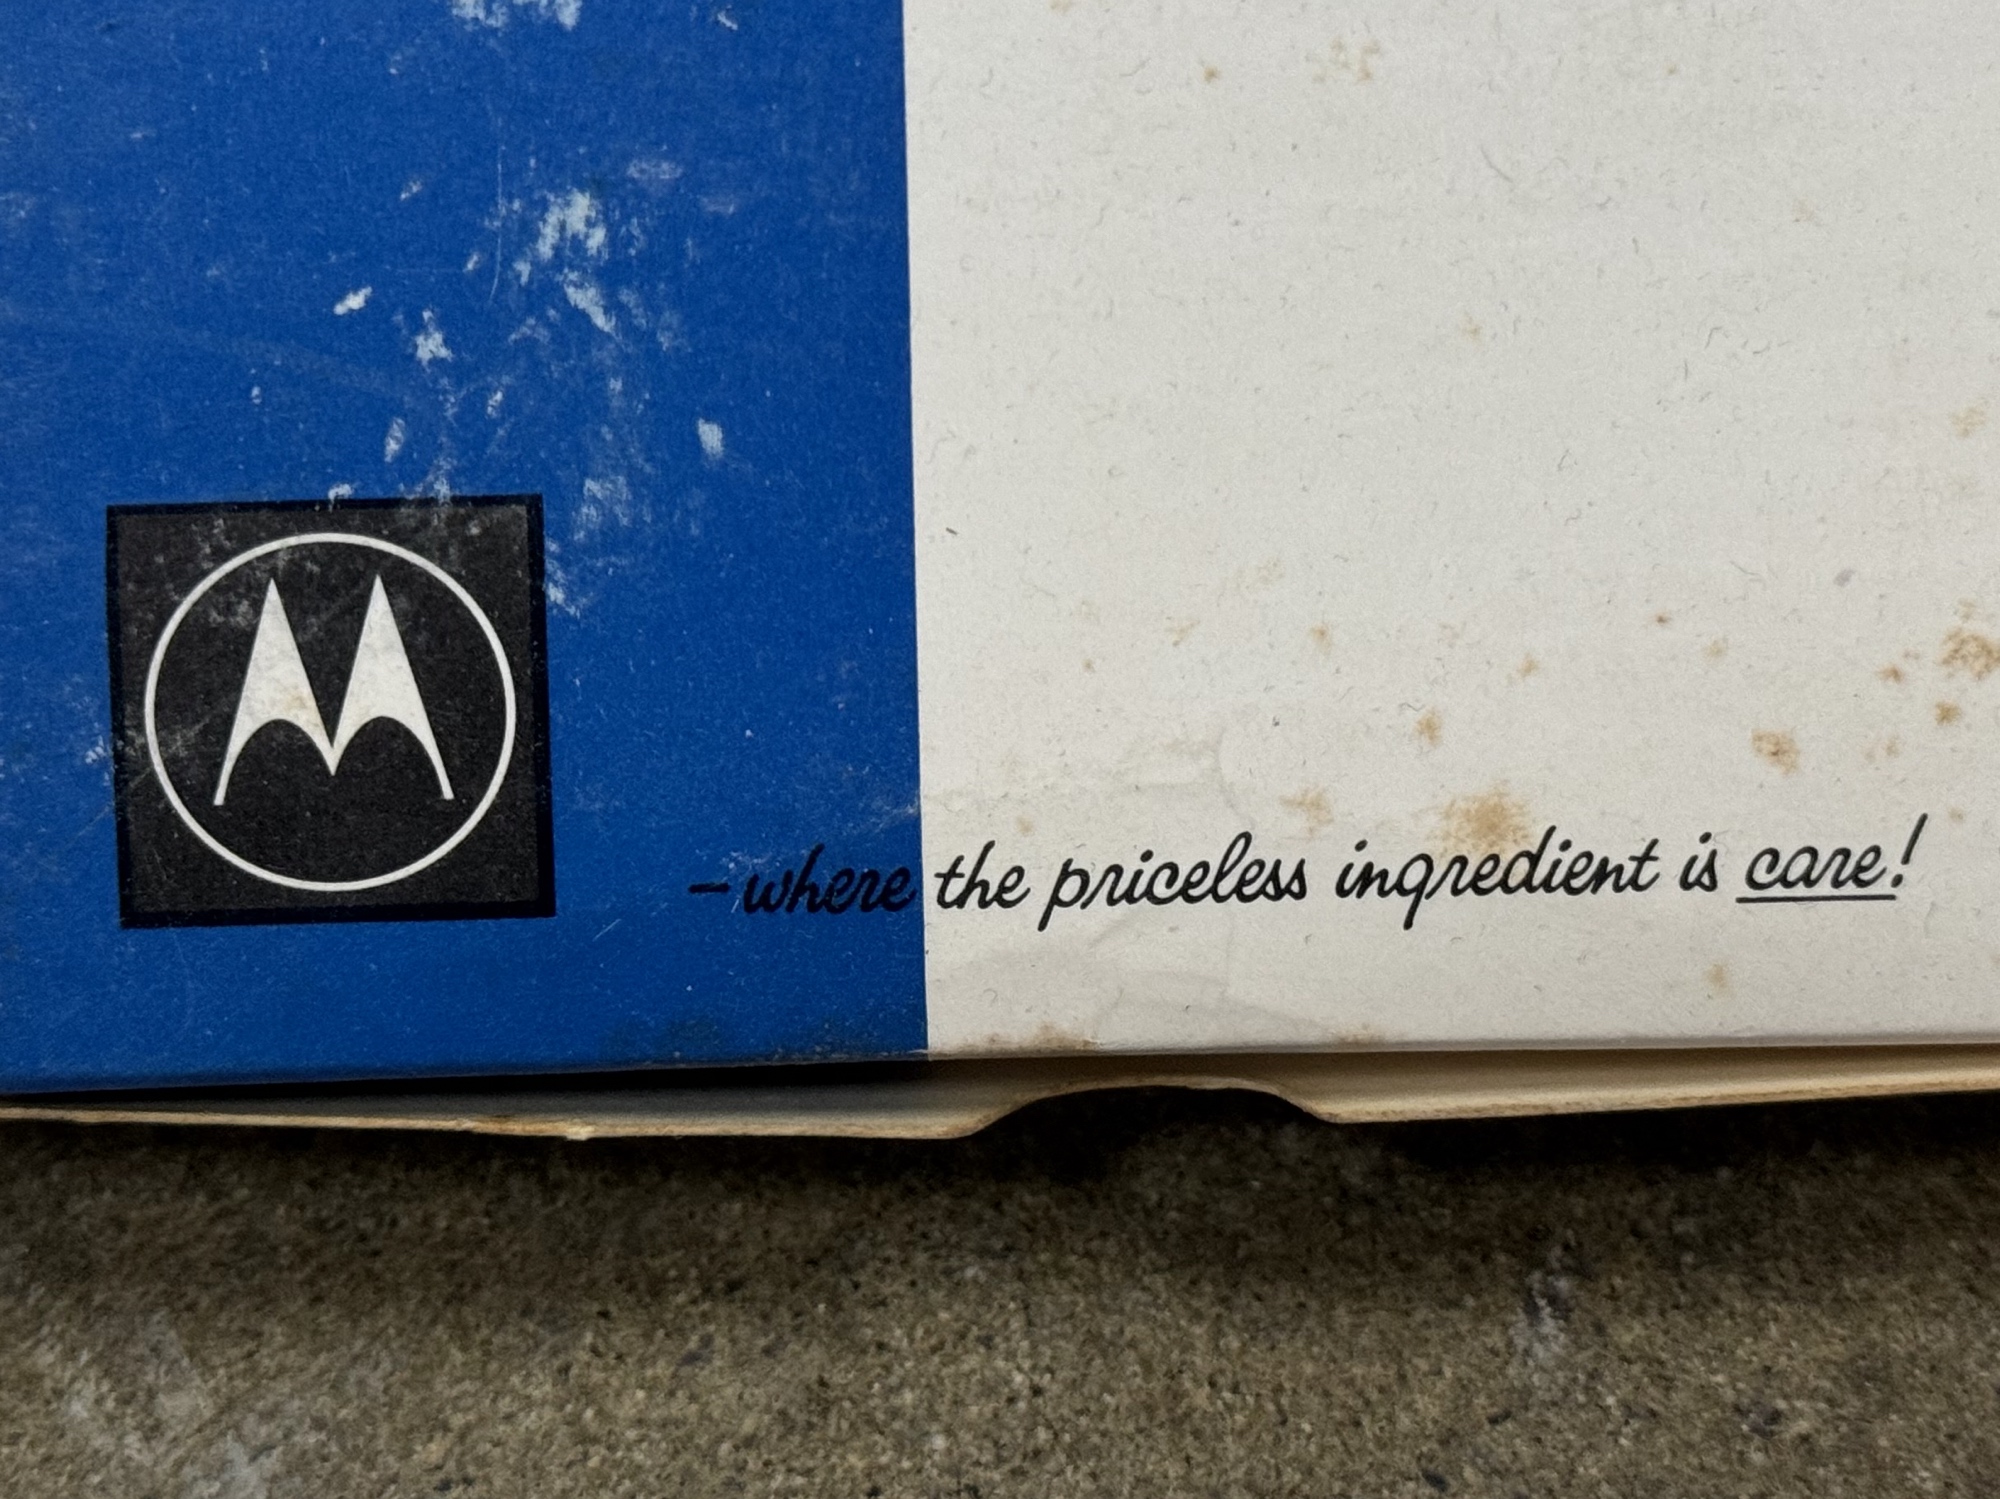 – where the priceless ingredient is care!